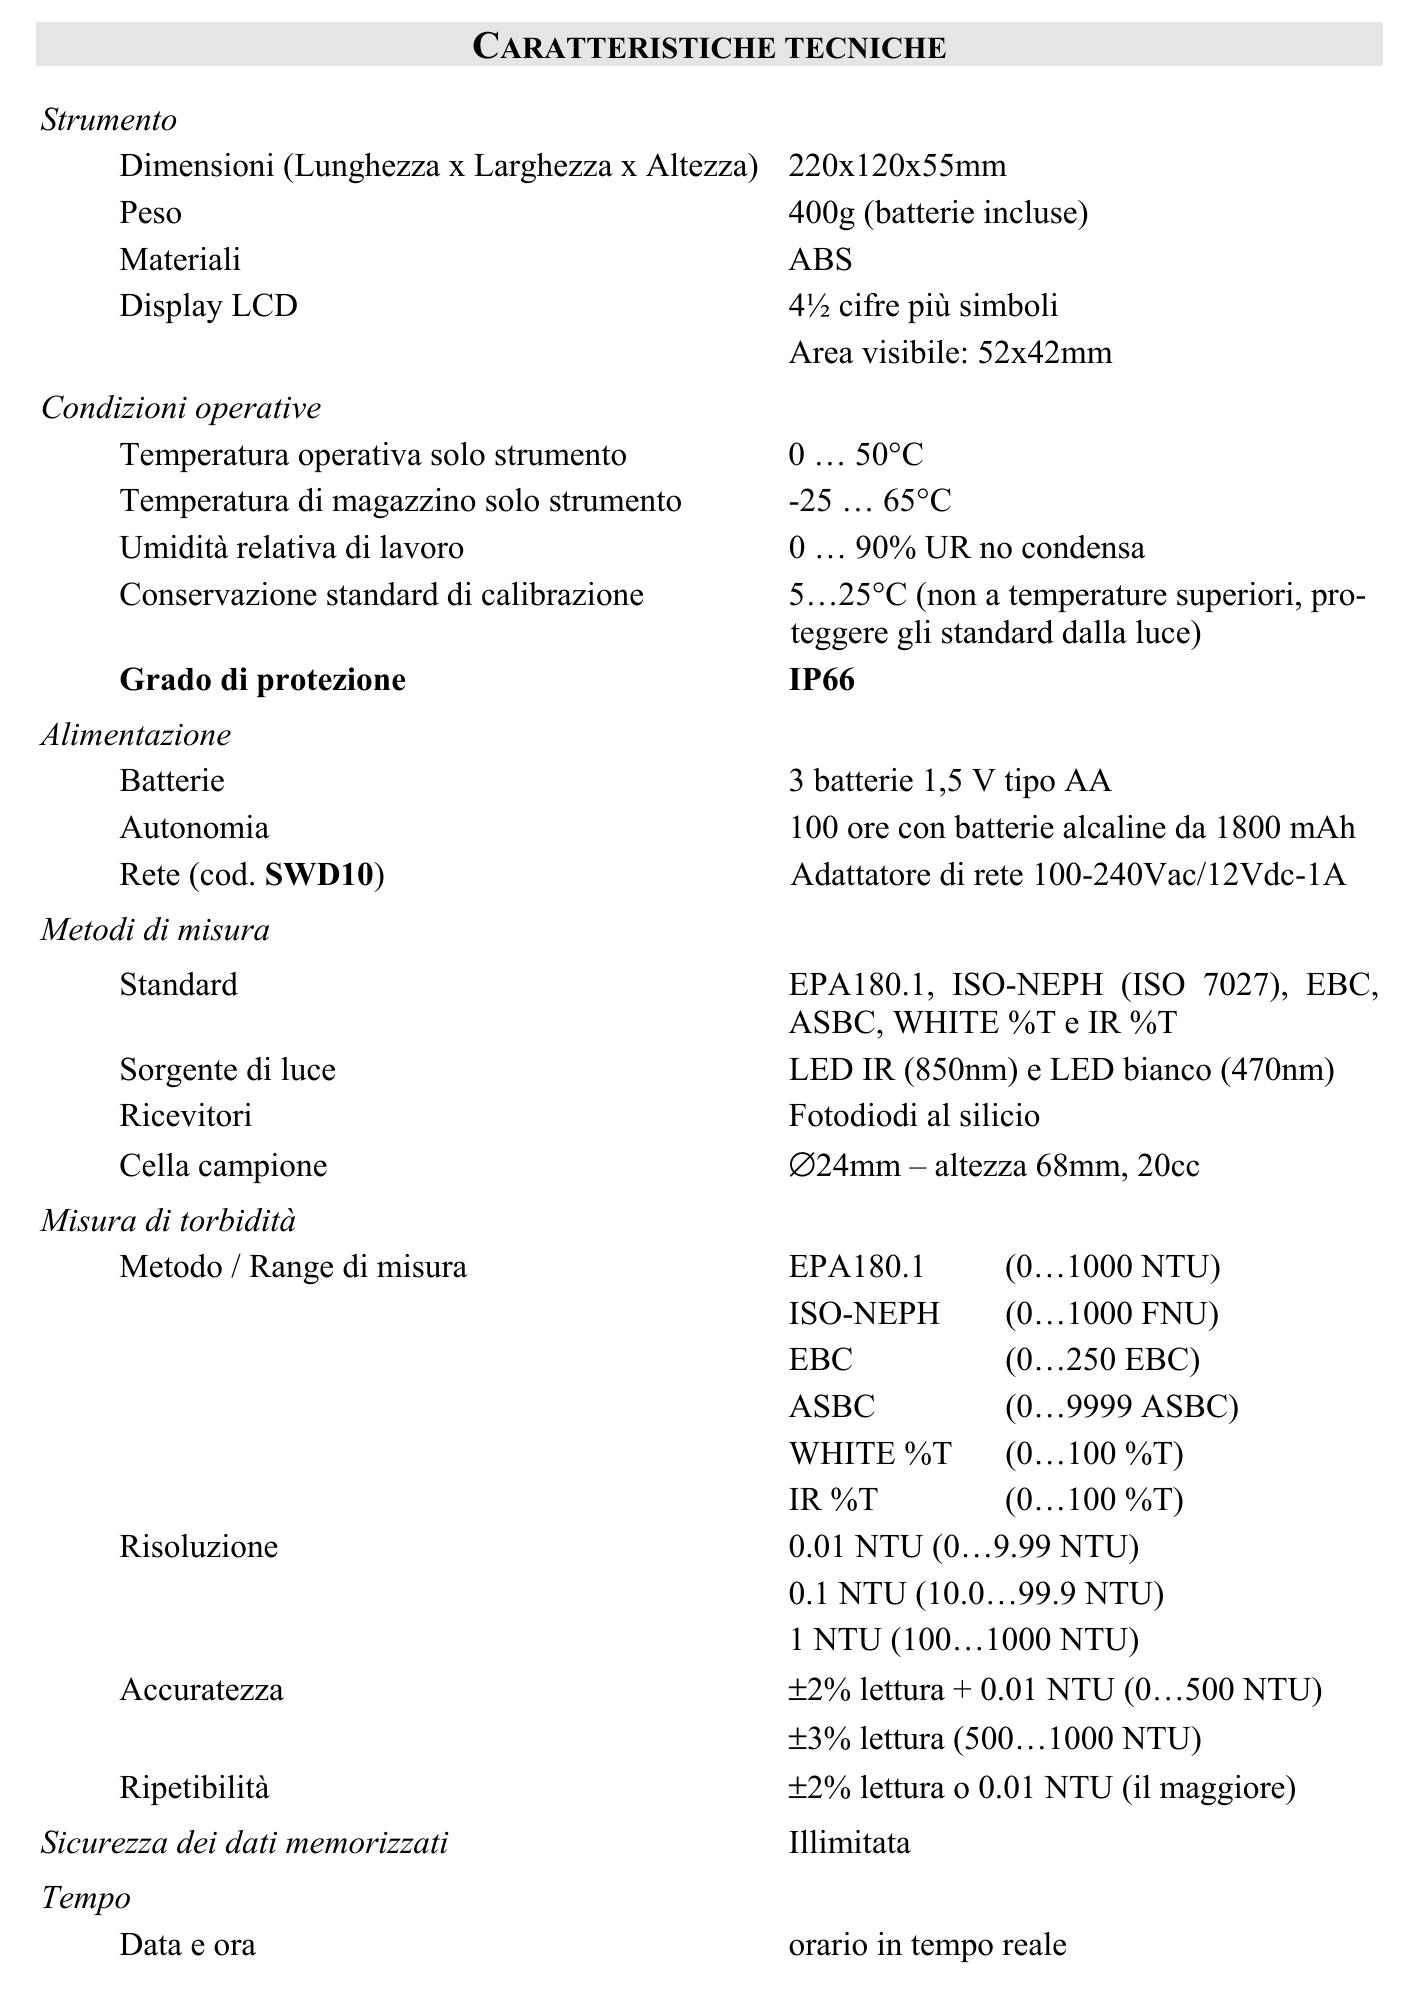 CARATTERISTICHE TECNICHE
Strumento
Dimensioni (Lunghezza x Larghezza x Altezza) 220x120x55mm
Peso 400g (batterie incluse)
Materiali ABS
Display LCD 4½ cifre più simboli
Area visibile: 52x42mm
Condizioni operative
Temperatura operativa solo strumento 0 … 50°C
Temperatura di magazzino solo strumento -25 … 65°C
Umidità relativa di lavoro 0 … 90% UR no condensa
Conservazione standard di calibrazione 5…25°C (non a temperature superiori, pro-
teggere gli standard dalla luce)
Grado di protezione IP66
Alimentazione
Batterie 3 batterie 1,5 V tipo AA
Autonomia 100 ore con batterie alcaline da 1800 mAh
Rete (cod. SWD10) Adattatore di rete 100-240Vac/12Vdc-1A
Metodi di misura
Standard EPA180.1, ISO-NEPH (ISO 7027), EBC,
ASBC, WHITE %T e IR %T
Sorgente di luce LED IR (850nm) e LED bianco (470nm)
Ricevitori Fotodiodi al silicio
Cella campione ∅24mm – altezza 68mm, 20cc
Misura di torbidità
Metodo / Range di misura EPA180.1 (0…1000 NTU)
ISO-NEPH (0…1000 FNU)
EBC (0…250 EBC)
ASBC (0…9999 ASBC)
WHITE %T (0…100 %T)
IR %T (0…100 %T)
Risoluzione 0.01 NTU (0…9.99 NTU)
0.1 NTU (10.0…99.9 NTU)
1 NTU (100…1000 NTU)
Accuratezza ±2% lettura + 0.01 NTU (0…500 NTU)
±3% lettura (500…1000 NTU)
Ripetibilità ±2% lettura o 0.01 NTU (il maggiore)
Sicurezza dei dati memorizzati Illimitata
Tempo
Data e ora orario in tempo reale